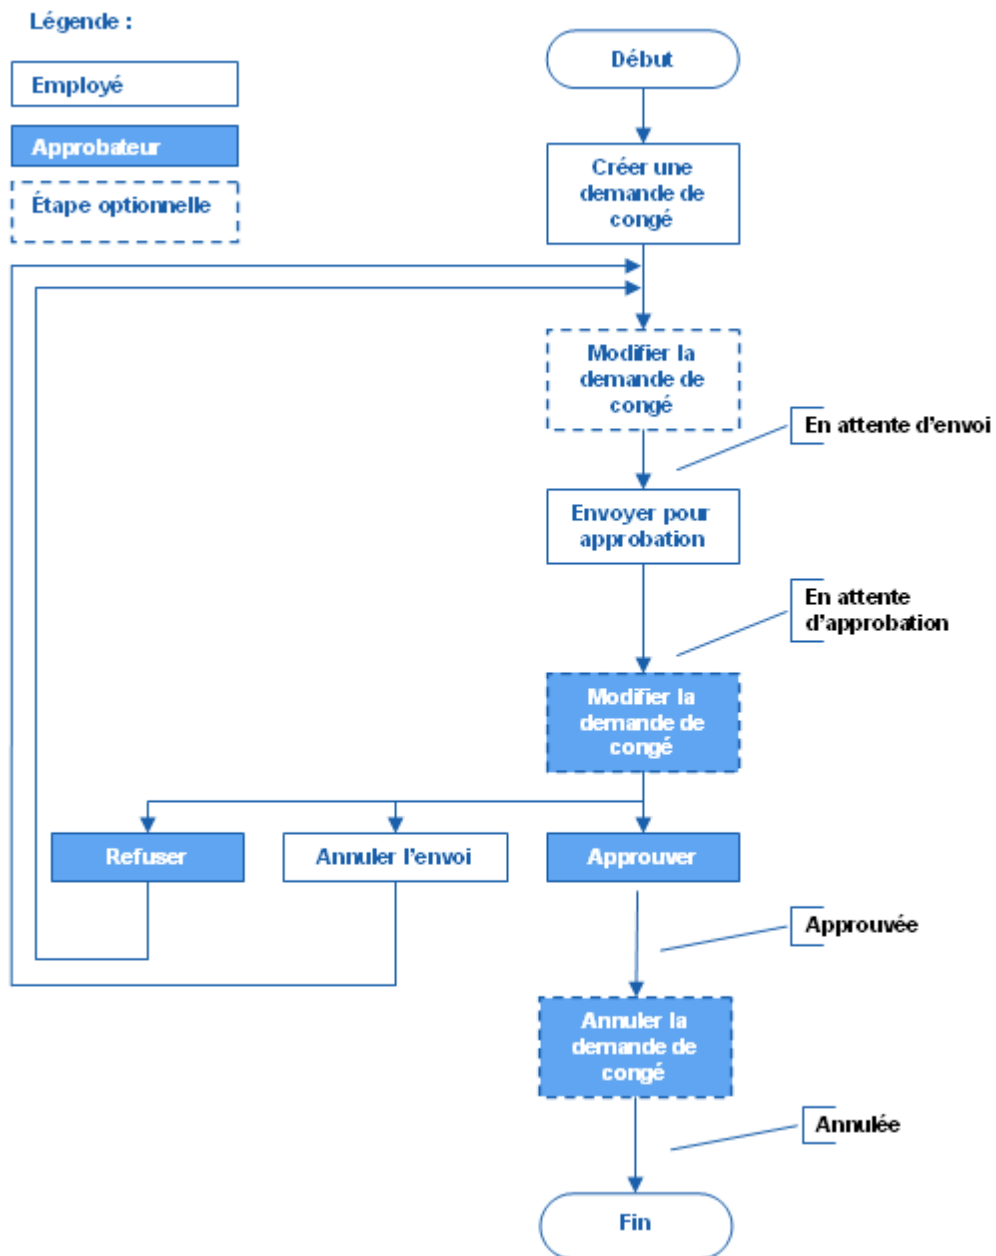 Légende :
Employé
Approbateur
Étape optionnelle
Début
Créer une
demande de
congé
Modifier la
demande de
congé
En attente d'envoi
Envoyer pour
approbation
En attente
d'approbation
Modifier la
demande de
congé
Refuser
Annuler l'envoi
Approuver
Approuvée
Annuler la
demande de
congé
Annulée
Fin